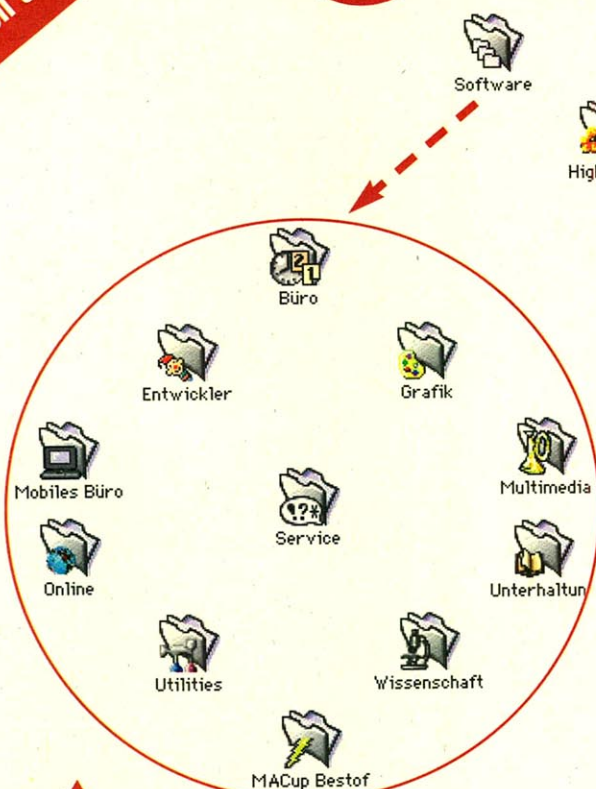 Software
Büro
Entwickler
Grafik
Mobiles Büro
Multimedia
Service
Online
Unterhaltun
Utilities
Wissenschaft
MACup Bestof